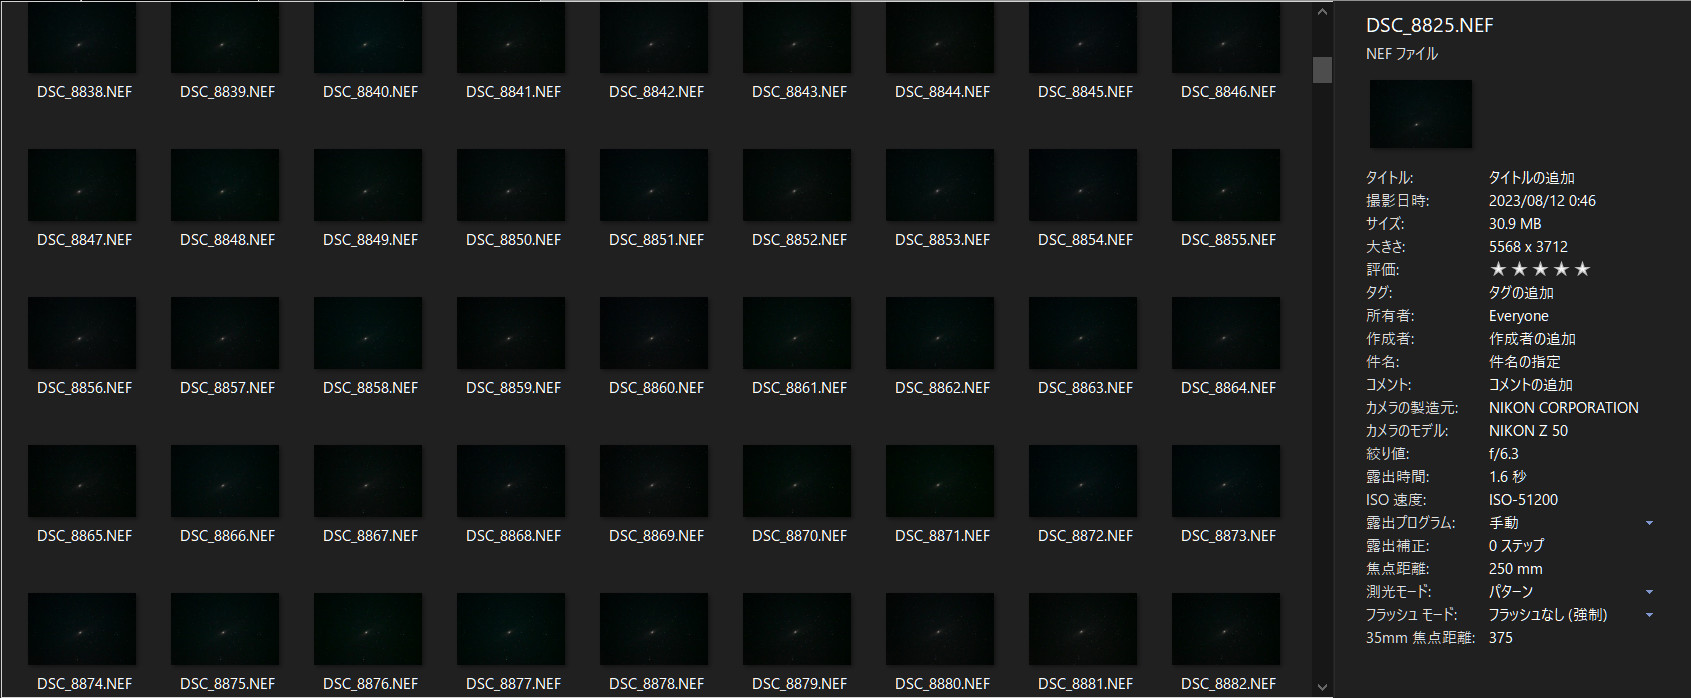 DSC_8838.NEF DSC_8839.NEF DSC_8840.NEF DSC_8841.NEF DSC_8842.NEF DSC_8843.NEF DSC_8844.NEF DSC_8845.NEF DSC_8846.NEF
DSC_8847.NEF DSC_8848.NEF DSC_8849.NEF DSC_8850.NEF DSC_8851.NEF DSC_8852.NEF DSC_8853.NEF DSC_8854.NEF DSC_8855.NEF
DSC_8856.NEF DSC_8857.NEF DSC_8858.NEF DSC_8859.NEF DSC_8860.NEF DSC_8861.NEF DSC_8862.NEF DSC_8863.NEF DSC_8864.NEF
DSC_8865.NEF DSC_8866.NEF DSC_8867.NEF DSC_8868.NEF DSC_8869.NEF DSC_8870.NEF DSC_8871.NEF DSC_8872.NEF DSC_8873.NEF
DSC_8874.NEF DSC_8875.NEF DSC_8876.NEF DSC_8877.NEF DSC_8878.NEF DSC_8879.NEF DSC_8880.NEF DSC_8881.NEF DSC_8882.NEF
DSC_8825.NEF
NEF ファイル
タイトル: タイトルの追加
撮影日時: 2023/08/12 0:46
サイズ: 30.9 MB
大きさ: 5568 x 3712
評価: ★★★★★
タグ: タグの追加
所有者: Everyone
作成者: 作成者の追加
件名: 件名の指定
コメント: コメントの追加
カメラの製造元: NIKON CORPORATION
カメラのモデル: NIKON Z 50
絞り値: f/6.3
露出時間: 1.6 秒
ISO 速度: ISO-51200
露出プログラム: 手動
露出補正: 0 ステップ
焦点距離: 250 mm
測光モード: パターン
フラッシュ モード: フラッシュなし (強制)
35mm 焦点距離: 375